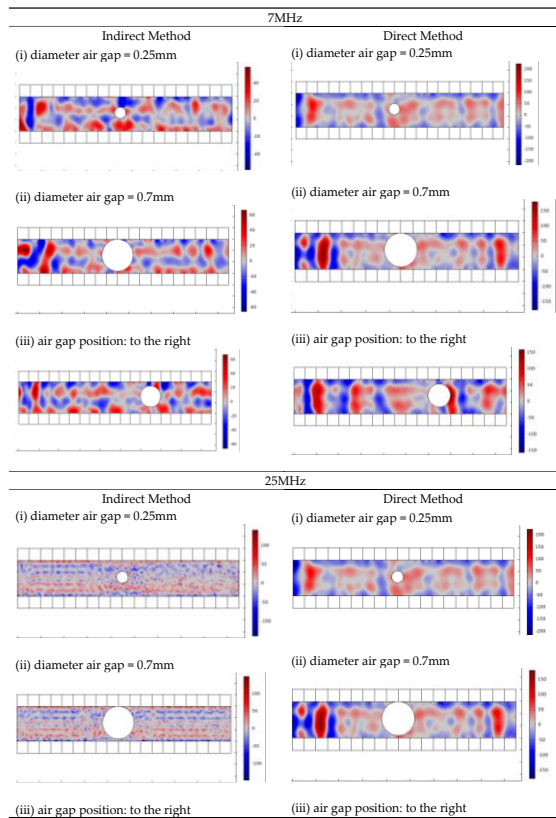 7MHz
Indirect Method
Direct Method
(i) diameter air gap = 0.25mm
(i) diameter air gap = 0.25mm
(ii) diameter air gap = 0.7mm
(ii) diameter air gap = 0.7mm
(iii) air gap position: to the right
(iii) air gap position: to the right
25MHz
Indirect Method
Direct Method
(i) diameter air gap = 0.25mm
(i) diameter air gap = 0.25mm
(ii) diameter air gap = 0.7mm
(ii) diameter air gap = 0.7mm
(iii) air gap position: to the right
(iii) air gap position: to the right